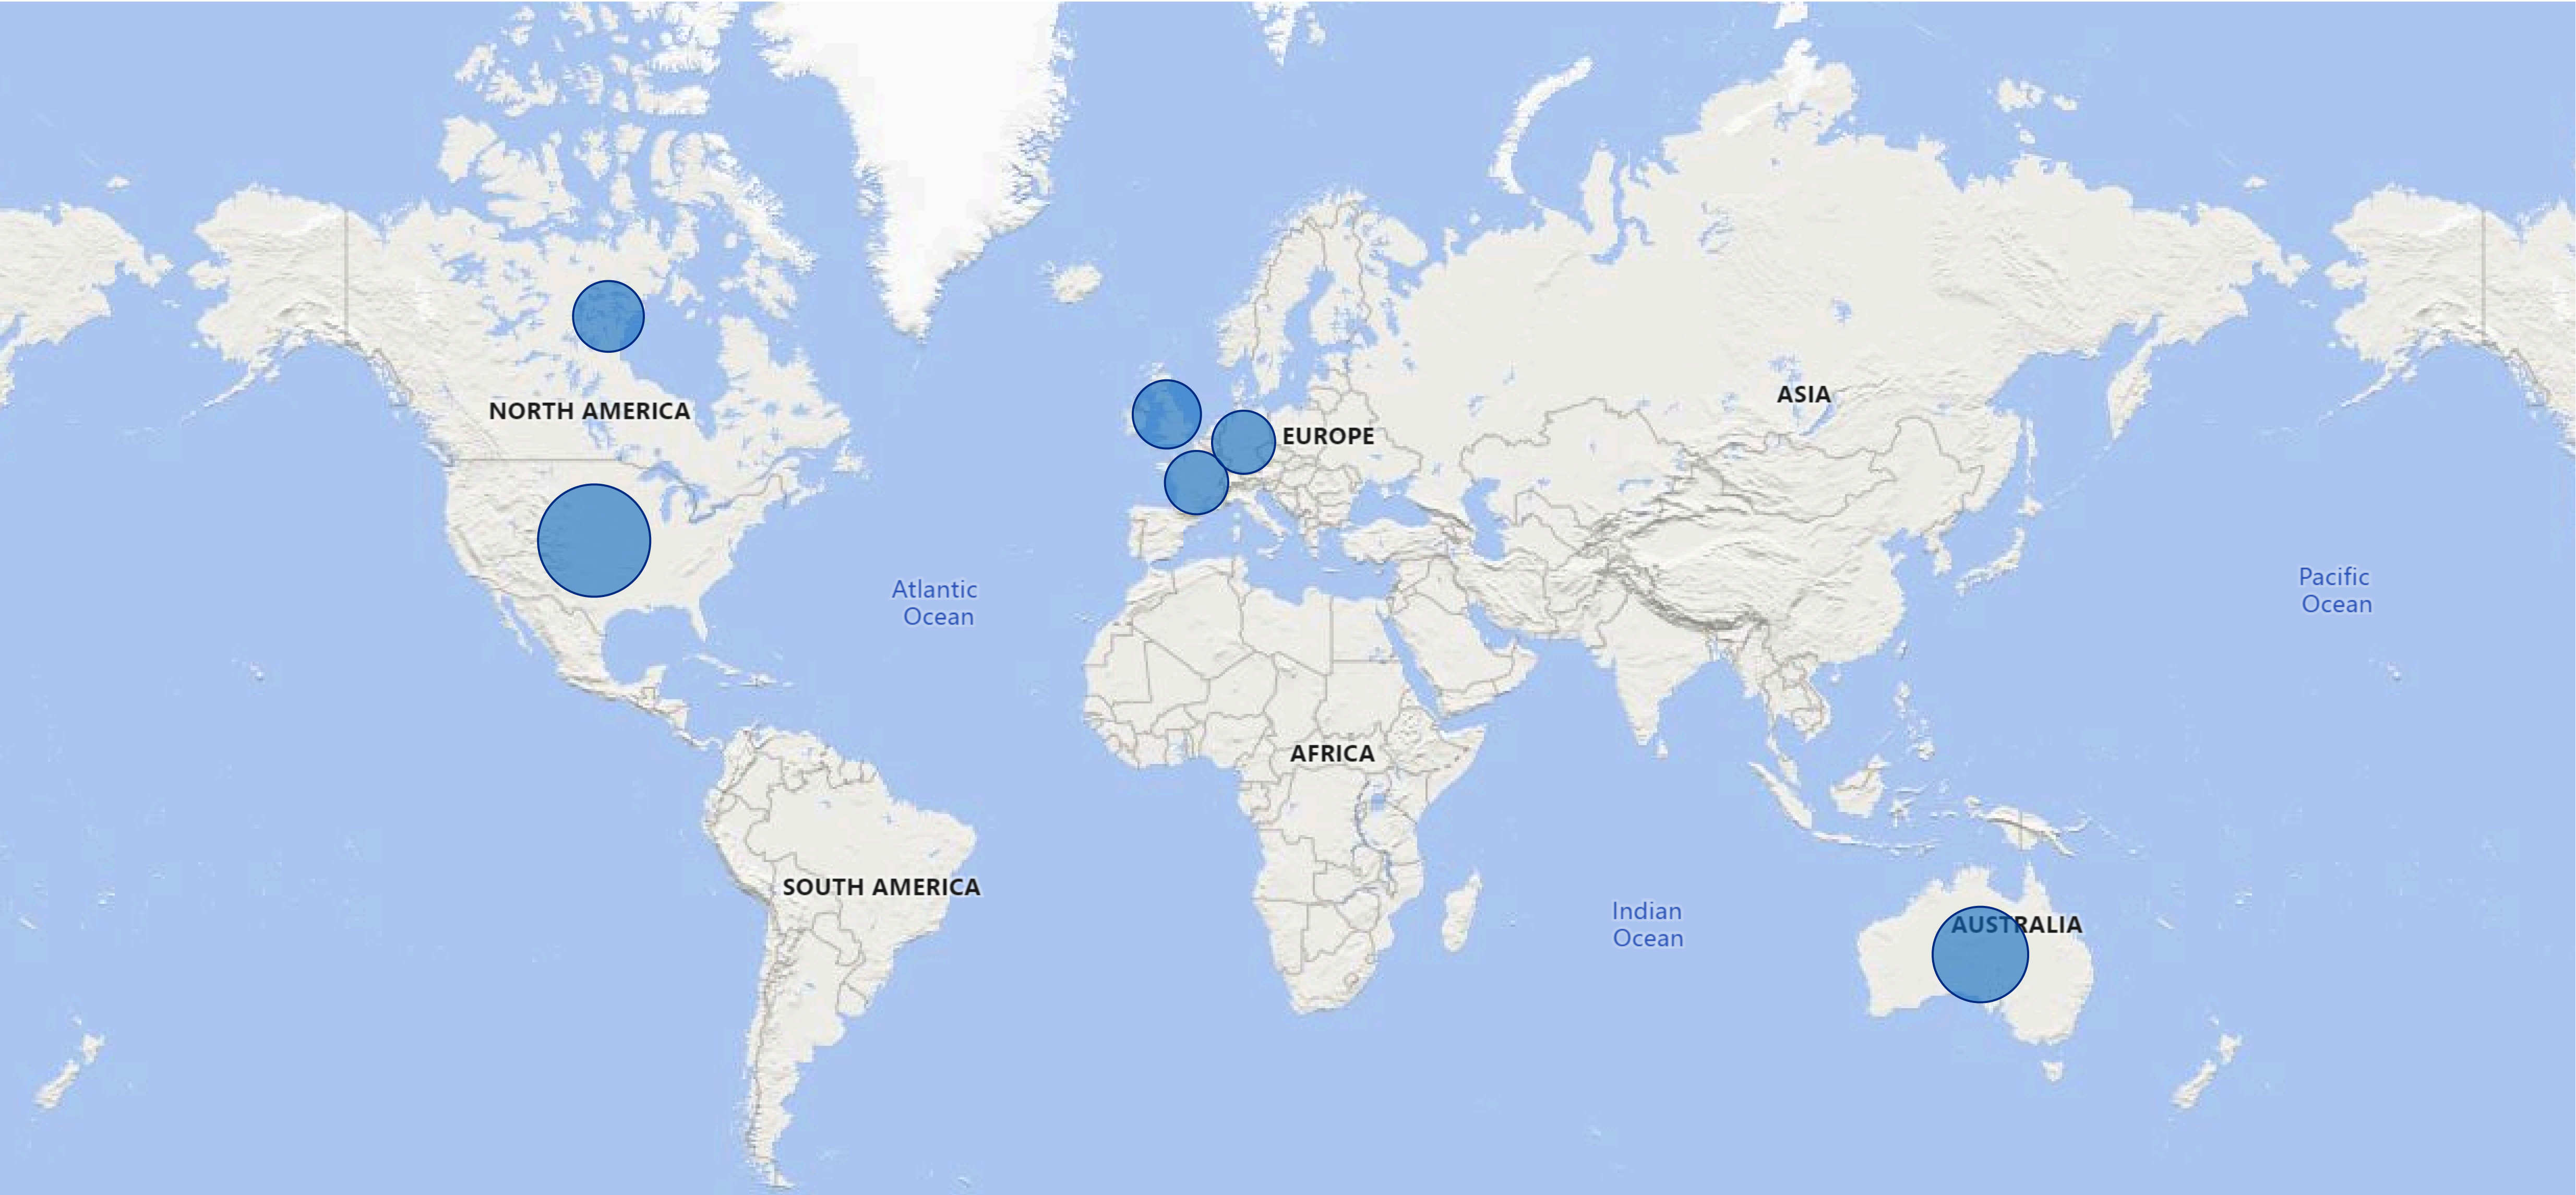 ASIA
NORTH AMERICA
EUROPE
Atlantic
Ocean
Pacific
Ocean
AFRICA
SOUTH AMERICA
Indian
Ocean
AUSTRALIA